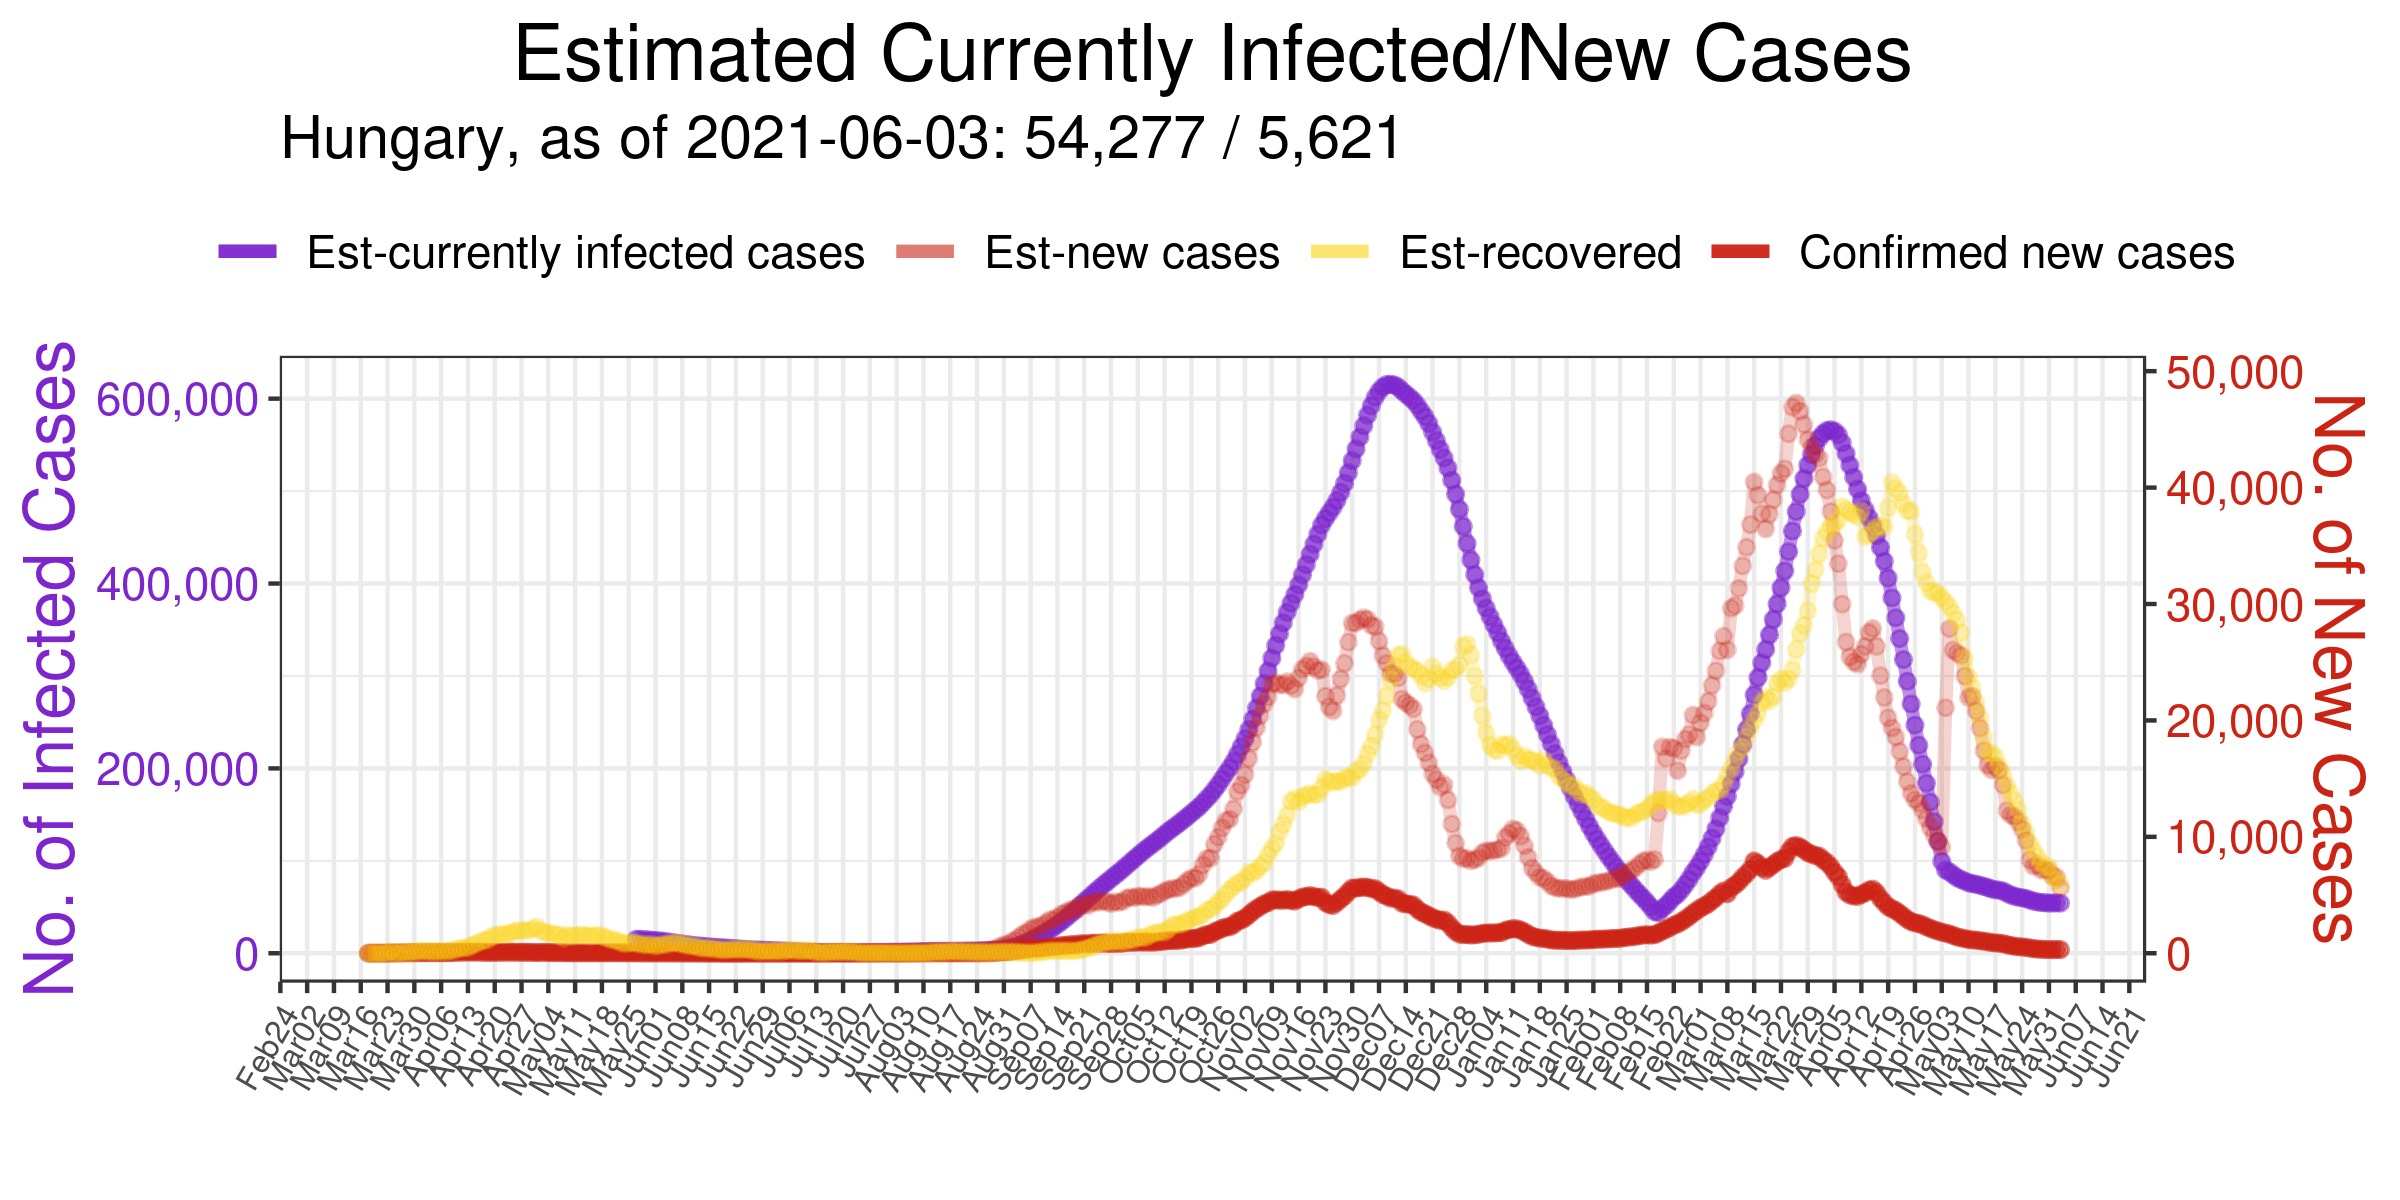 Estimated Currently Infected/New Cases
Hungary, as of 2021-06-03: 54,277 / 5,621
Est-currently infected cases
Est-new cases
Est-recovered
Confirmed new cases
No. of Infected Cases
600,000
400,000
200,000
0
50,000
40,000
30,000
20,000
10,000
0
No. of New Cases
Feb24
Mar02
Mar09
Mar16
Mar23
Mar30
Apr06
Apr13
Apr20
Apr27
May04
May11
May18
May25
Jun01
Jun08
Jun15
Jun22
Jun29
Jul06
Jul13
Jul20
Jul27
Aug03
Aug10
Aug17
Aug24
Aug31
Sep07
Sep14
Sep21
Sep28
Oct05
Oct12
Oct19
Oct26
Nov02
Nov09
Nov16
Nov23
Nov30
Dec07
Dec14
Dec21
Dec28
Jan04
Jan11
Jan18
Jan25
Feb01
Feb08
Feb15
Feb22
Mar01
Mar08
Mar15
Mar22
Mar29
Apr05
Apr12
Apr19
Apr26
May03
May10
May17
May24
May31
Jun07
Jun14
Jun21